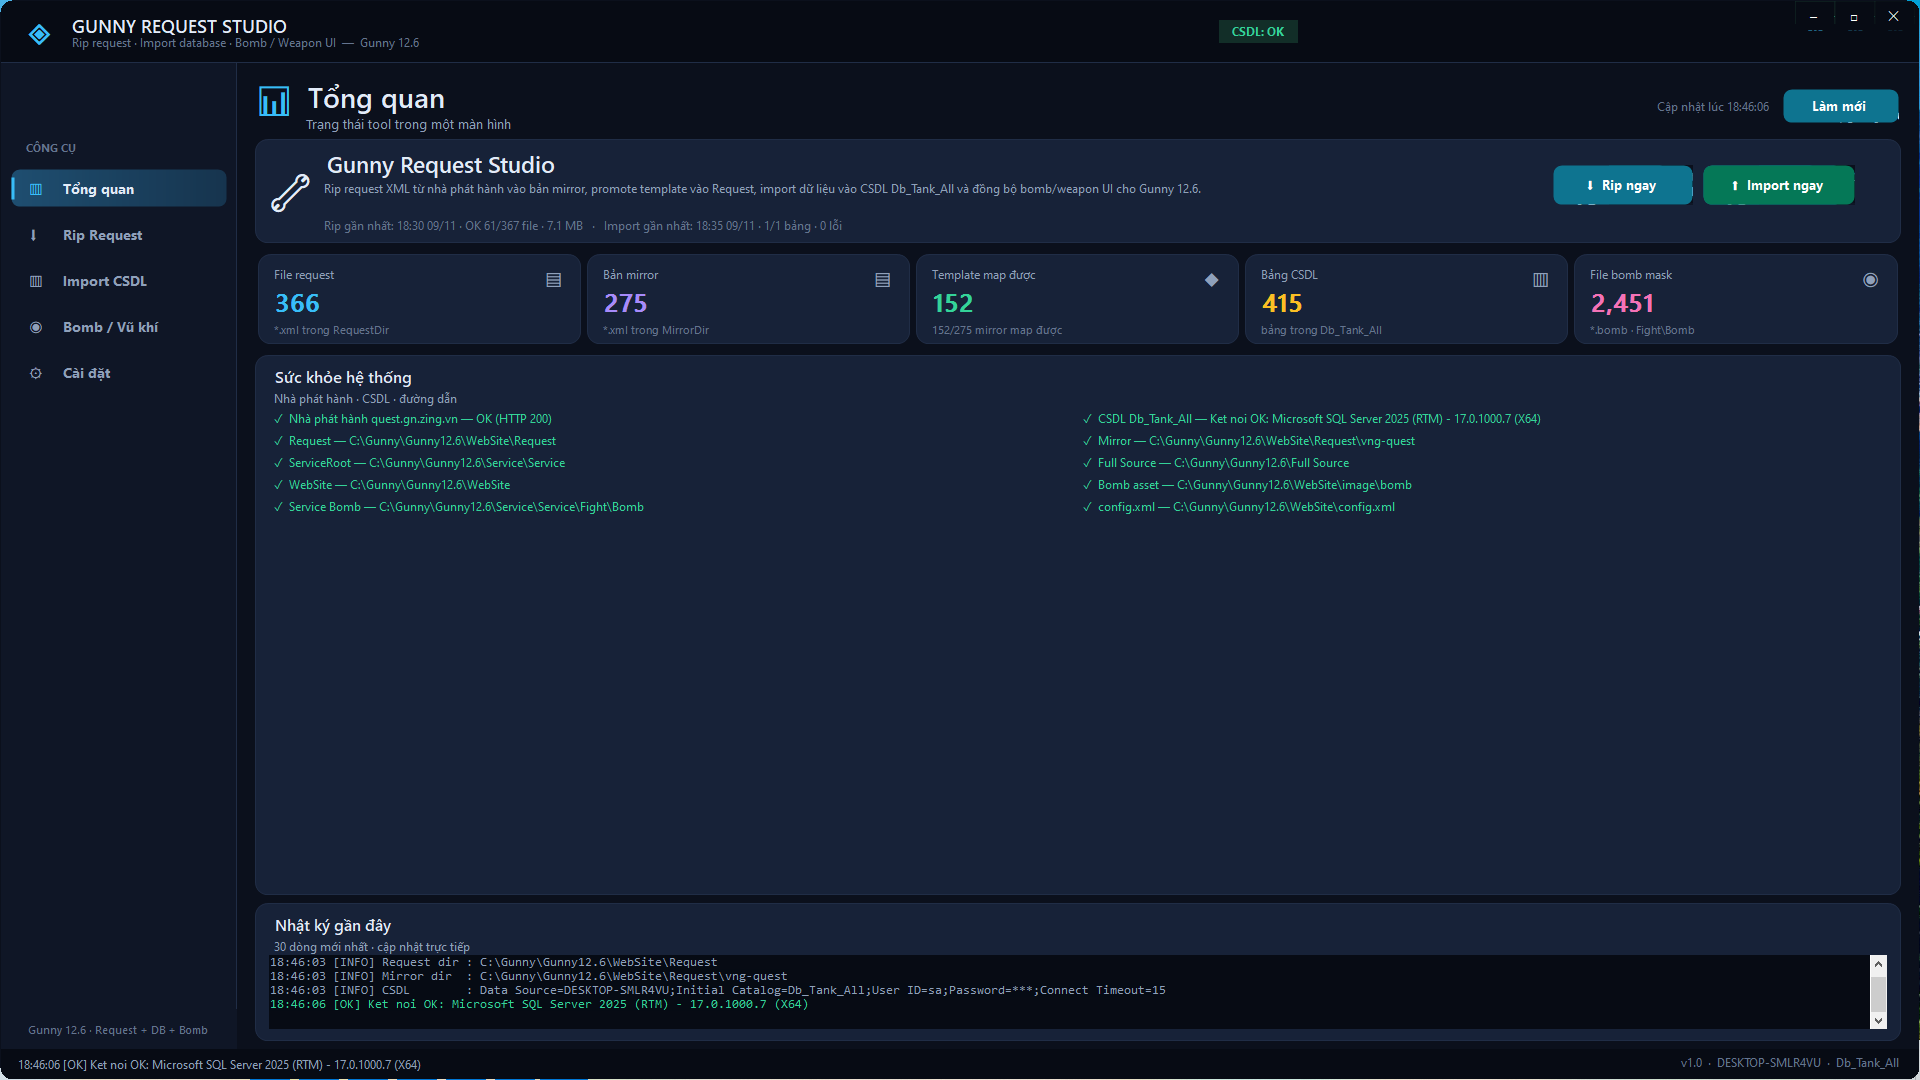 GUNNY REQUEST STUDIO
Rip request · Import database · Bomb / Weapon UI — Gunny 12.6
CSDL: OK
CÔNG CỤ
Tổng quan
Rip Request
Import CSDL
Bomb / Vũ khí
Cài đặt
Gunny 12.6 · Request + DB + Bomb
Tổng quan
Trạng thái tool trong một màn hình
Cập nhật lúc 18:46:06
Làm mới
Gunny Request Studio
Rip request XML từ nhà phát hành vào bản mirror, promote template vào Request, import dữ liệu vào CSDL Db_Tank_All và đồng bộ bomb/weapon UI cho Gunny 12.6.
Rip gần nhất: 18:30 09/11 · OK 61/367 file · 7.1 MB · Import gần nhất: 18:35 09/11 · 1/1 bảng · 0 lỗi
⬇ Rip ngay
⬆ Import ngay
File request
366
*.xml trong RequestDir
Bản mirror
275
*.xml trong MirrorDir
Template map được
152
152/275 mirror map được
Bảng CSDL
415
bảng trong Db_Tank_All
File bomb mask
2,451
*.bomb · Fight\Bomb
Sức khỏe hệ thống
Nhà phát hành · CSDL · đường dẫn
✓ Nhà phát hành quest.gn.zing.vn — OK (HTTP 200)
✓ CSDL Db_Tank_All — Ket noi OK: Microsoft SQL Server 2025 (RTM) - 17.0.1000.7 (X64)
✓ Request — C:\Gunny\Gunny12.6\WebSite\Request
✓ Mirror — C:\Gunny\Gunny12.6\WebSite\Request\vng-quest
✓ ServiceRoot — C:\Gunny\Gunny12.6\Service\Service
✓ Full Source — C:\Gunny\Gunny12.6\Full Source
✓ WebSite — C:\Gunny\Gunny12.6\WebSite
✓ Bomb asset — C:\Gunny\Gunny12.6\WebSite\image\bomb
✓ Service Bomb — C:\Gunny\Gunny12.6\Service\Service\Fight\Bomb
✓ config.xml — C:\Gunny\Gunny12.6\WebSite\config.xml
Nhật ký gần đây
30 dòng mới nhất · cập nhật trực tiếp
18:46:03 [INFO] Request dir : C:\Gunny\Gunny12.6\WebSite\Request
18:46:03 [INFO] Mirror dir : C:\Gunny\Gunny12.6\WebSite\Request\vng-quest
18:46:03 [INFO] CSDL : Data Source=DESKTOP-SMLR4VU;Initial Catalog=Db_Tank_All;User ID=sa;Password=***;Connect Timeout=15
18:46:06 [OK] Ket noi OK: Microsoft SQL Server 2025 (RTM) - 17.0.1000.7 (X64)
18:46:06 [OK] Ket noi OK: Microsoft SQL Server 2025 (RTM) - 17.0.1000.7 (X64)
v1.0 · DESKTOP-SMLR4VU · Db_Tank_All